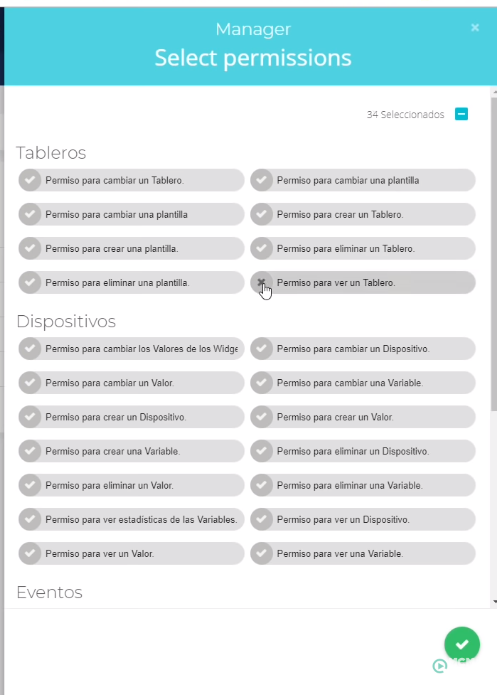 Manager
Select permissions
34 Seleccionados
Tableros
Permiso para cambiar un Tablero.
Permiso para cambiar una plantilla
Permiso para cambiar una plantilla
Permiso para crear un Tablero.
Permiso para crear una plantilla.
Permiso para eliminar un Tablero.
Permiso para eliminar una plantilla.
Permiso para ver un Tablero.
Dispositivos
Permiso para cambiar los Valores de los Widge
Permiso para cambiar un Dispositivo.
Permiso para cambiar un Valor.
Permiso para cambiar una Variable.
Permiso para crear un Dispositivo.
Permiso para crear un Valor.
Permiso para crear una Variable.
Permiso para eliminar un Dispositivo.
Permiso para eliminar un Valor.
Permiso para eliminar una Variable.
Permiso para ver estadísticas de las Variables.
Permiso para ver un Dispositivo.
Permiso para ver un Valor.
Permiso para ver una Variable.
Eventos